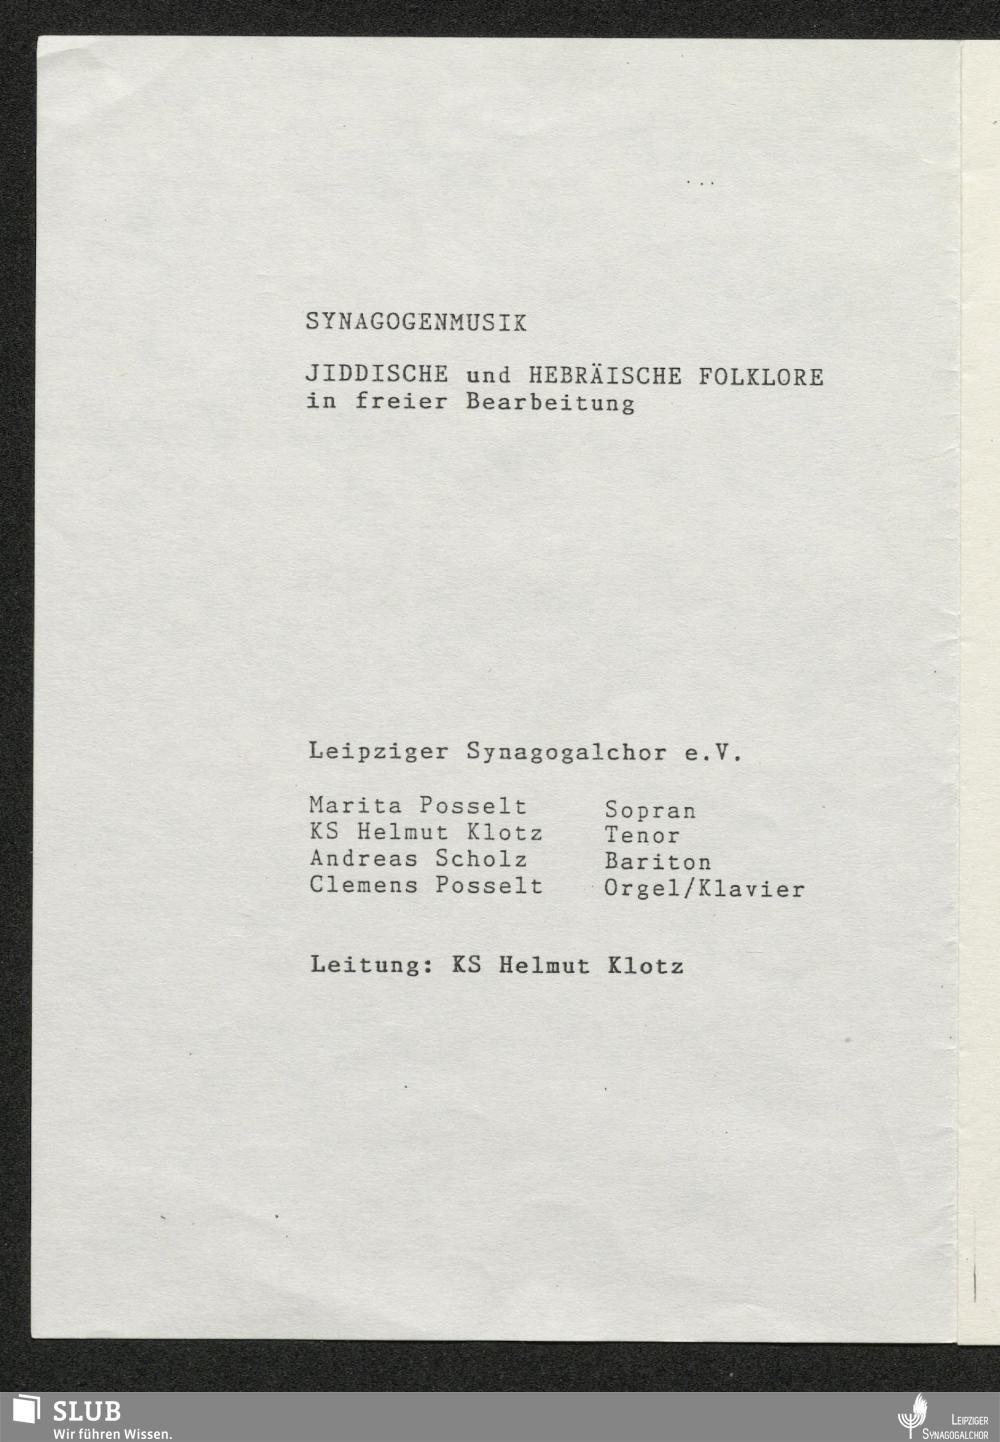 SYNAGOGENMUSIK
JIDDISCHE und HEBRÄISCHE FOLKLORE
in freier Bearbeitung
Leipziger Synagogalchor e.V.
Marita Posselt Sopran
KS Helmut Klotz Tenor
Andreas Scholz Bariton
Clemens Posselt Orgel/Klavier
Leitung: KS Helmut Klotz
SLUB
Wir führen Wissen.
LEIPZIGER
SYNAGOGALCHOR